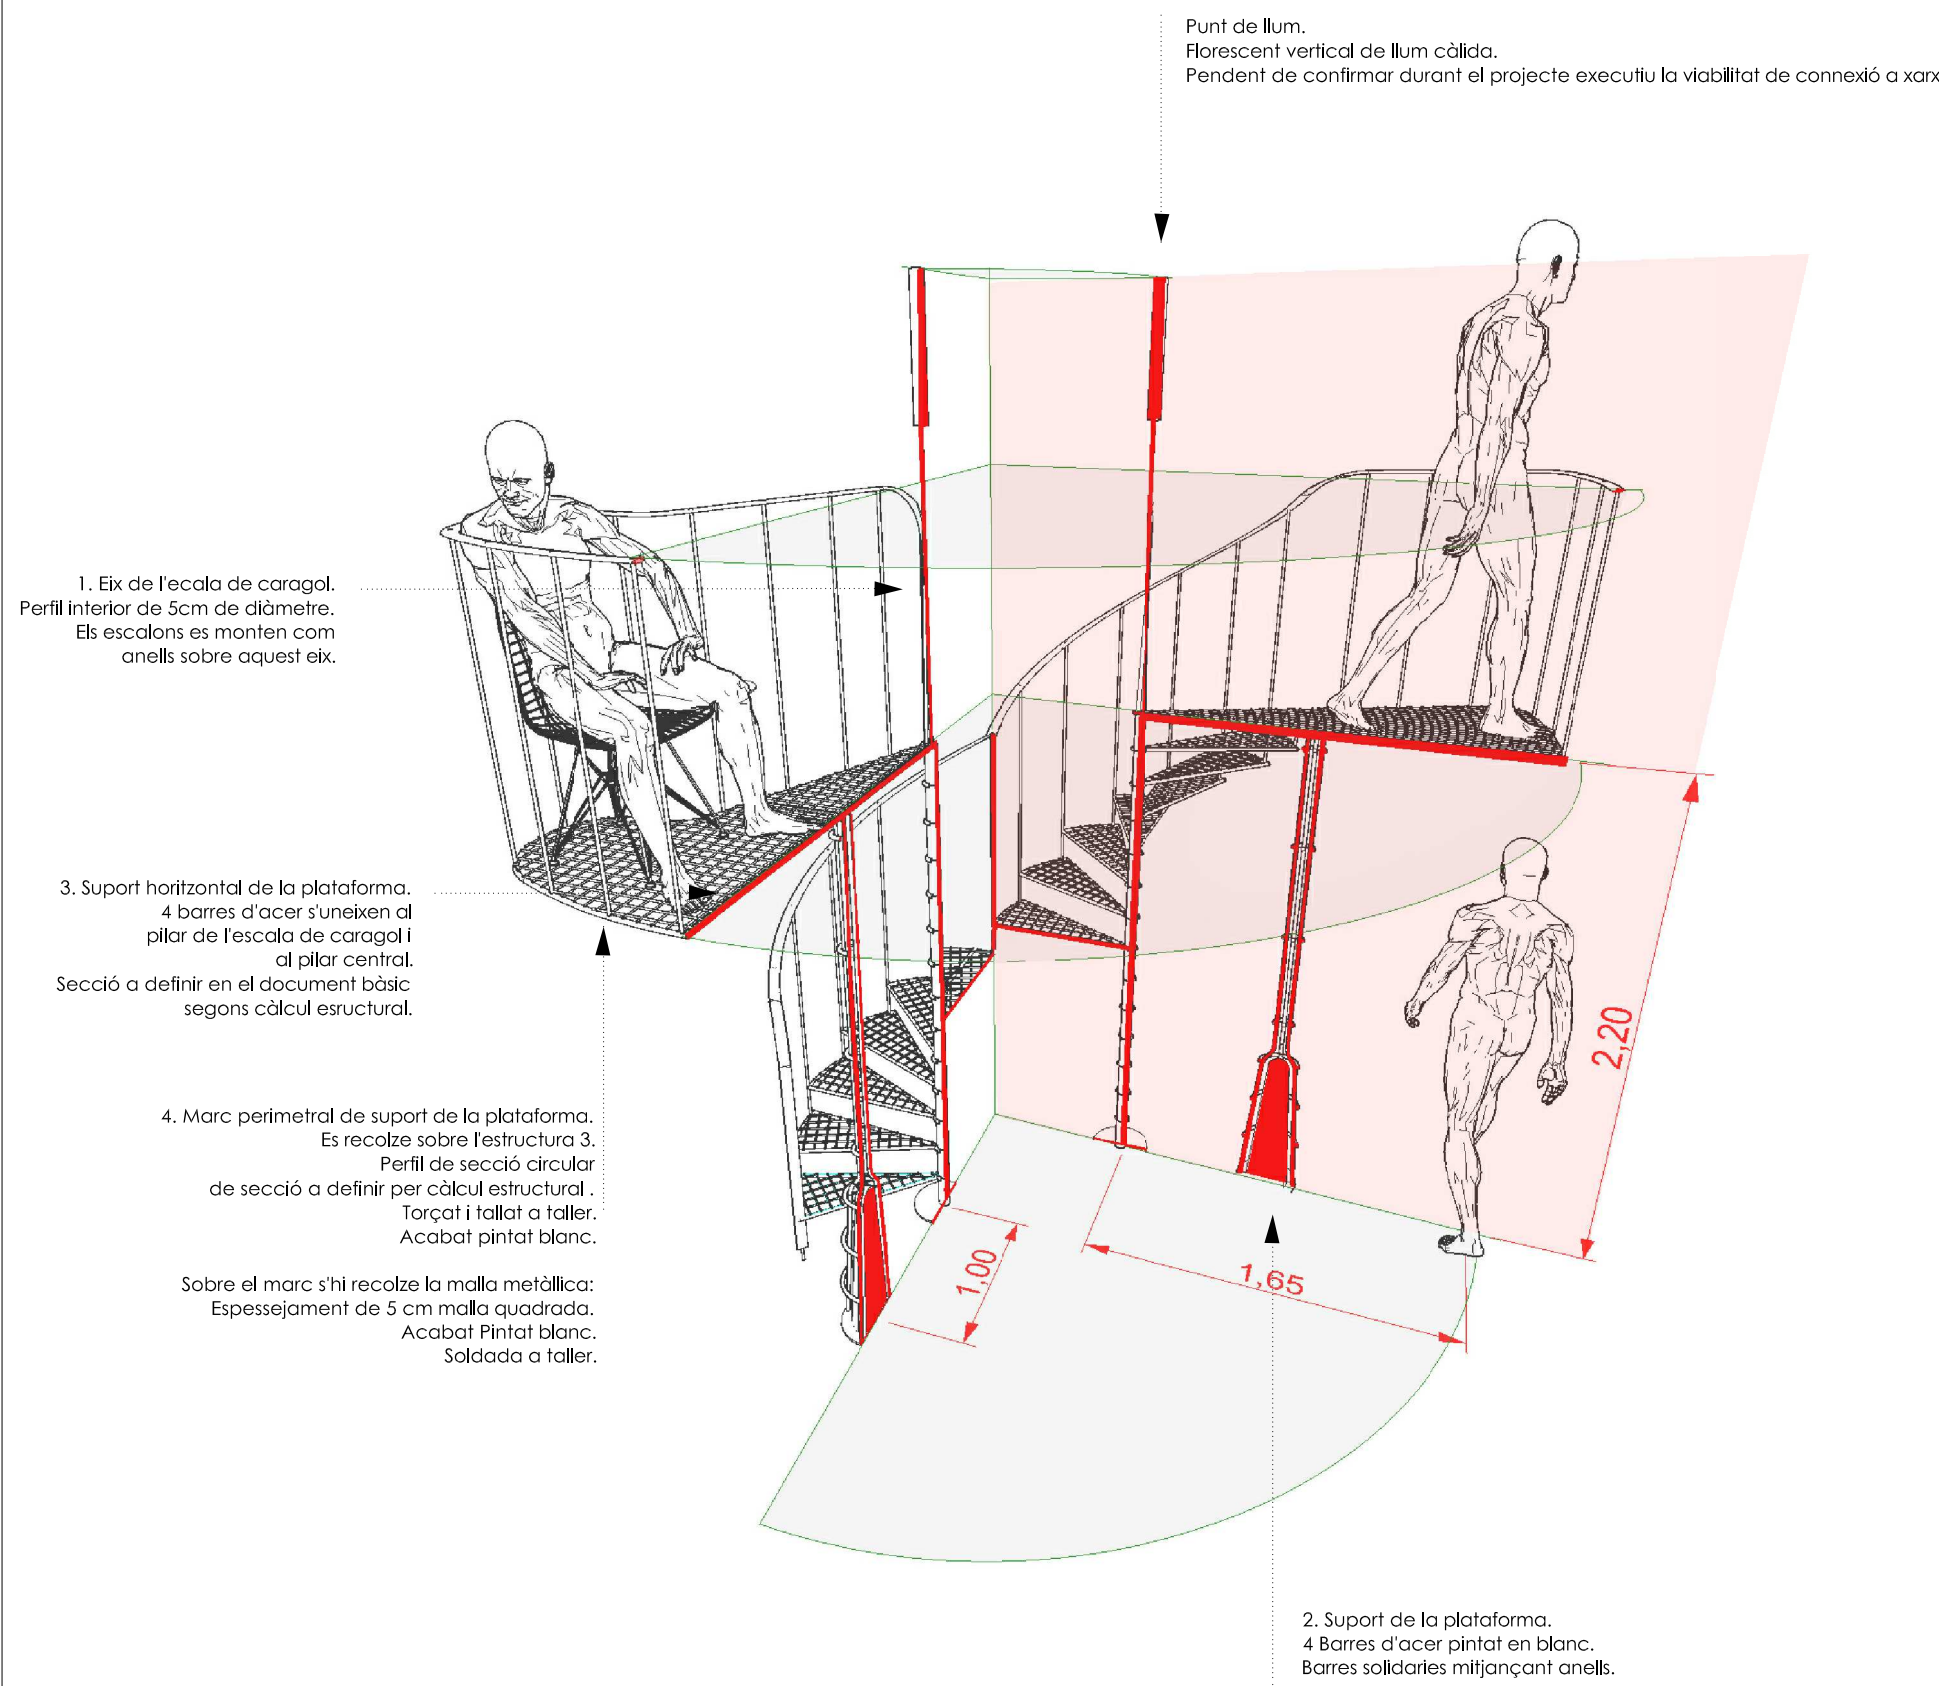 Punt de llum.
Florescent vertical de llum càlida.
Pendent de confirmar durant el projecte executiu la viabilitat de connexió a xarx
1. Eix de l'ecala de caragol.
Perfil interior de 5cm de diàmetre.
Els escalons es monten com
anells sobre aquest eix.
3. Suport horitzontal de la plataforma.
4 barres d'acer s'uneixen al
pilar de l'escala de caragol i
al pilar central.
Secció a definir en el document bàsic
segons càlcul esructural.
2,20
4. Marc perimetral de suport de la plataforma.
Es recolze sobre l'estructura 3.
Perfil de secció circular
de secció a definir per càlcul estructural .
Torçat i tallat a taller.
Acabat pintat blanc.
Sobre el marc s'hi recolze la malla metàllica:
Espessejament de 5 cm malla quadrada.
Acabat Pintat blanc.
Soldada a taller.
1,00
1,65
2. Suport de la plataforma.
4 Barres d'acer pintat en blanc.
Barres solidaries mitjançant anells.